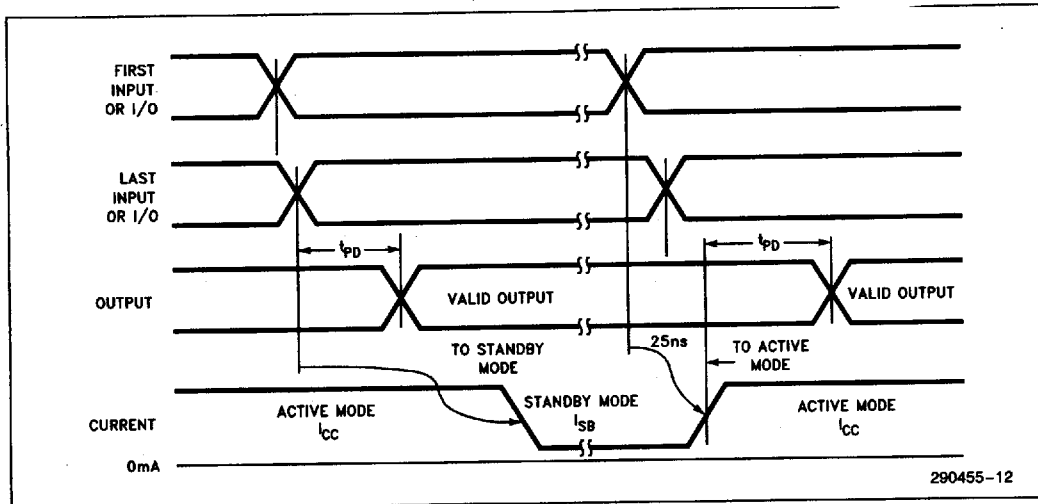 FIRST
INPUT
OR I/O
LAST
INPUT
OR I/O
tPD
tPD
OUTPUT
VALID OUTPUT
VALID OUTPUT
TO STANDBY
MODE
25ns
TO ACTIVE
MODE
CURRENT
ACTIVE MODE
ICC
STANDBY MODE
ISB
ACTIVE MODE
ICC
0mA
290455-12